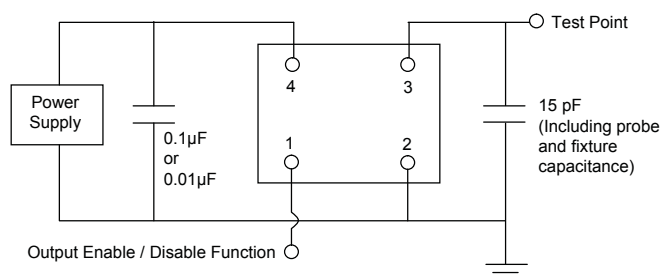 Test Point
4
3
Power
Supply
15 pF
(Including probe
and fixture
capacitance)
0.1µF
or
0.01µF
1
2
Output Enable / Disable Function